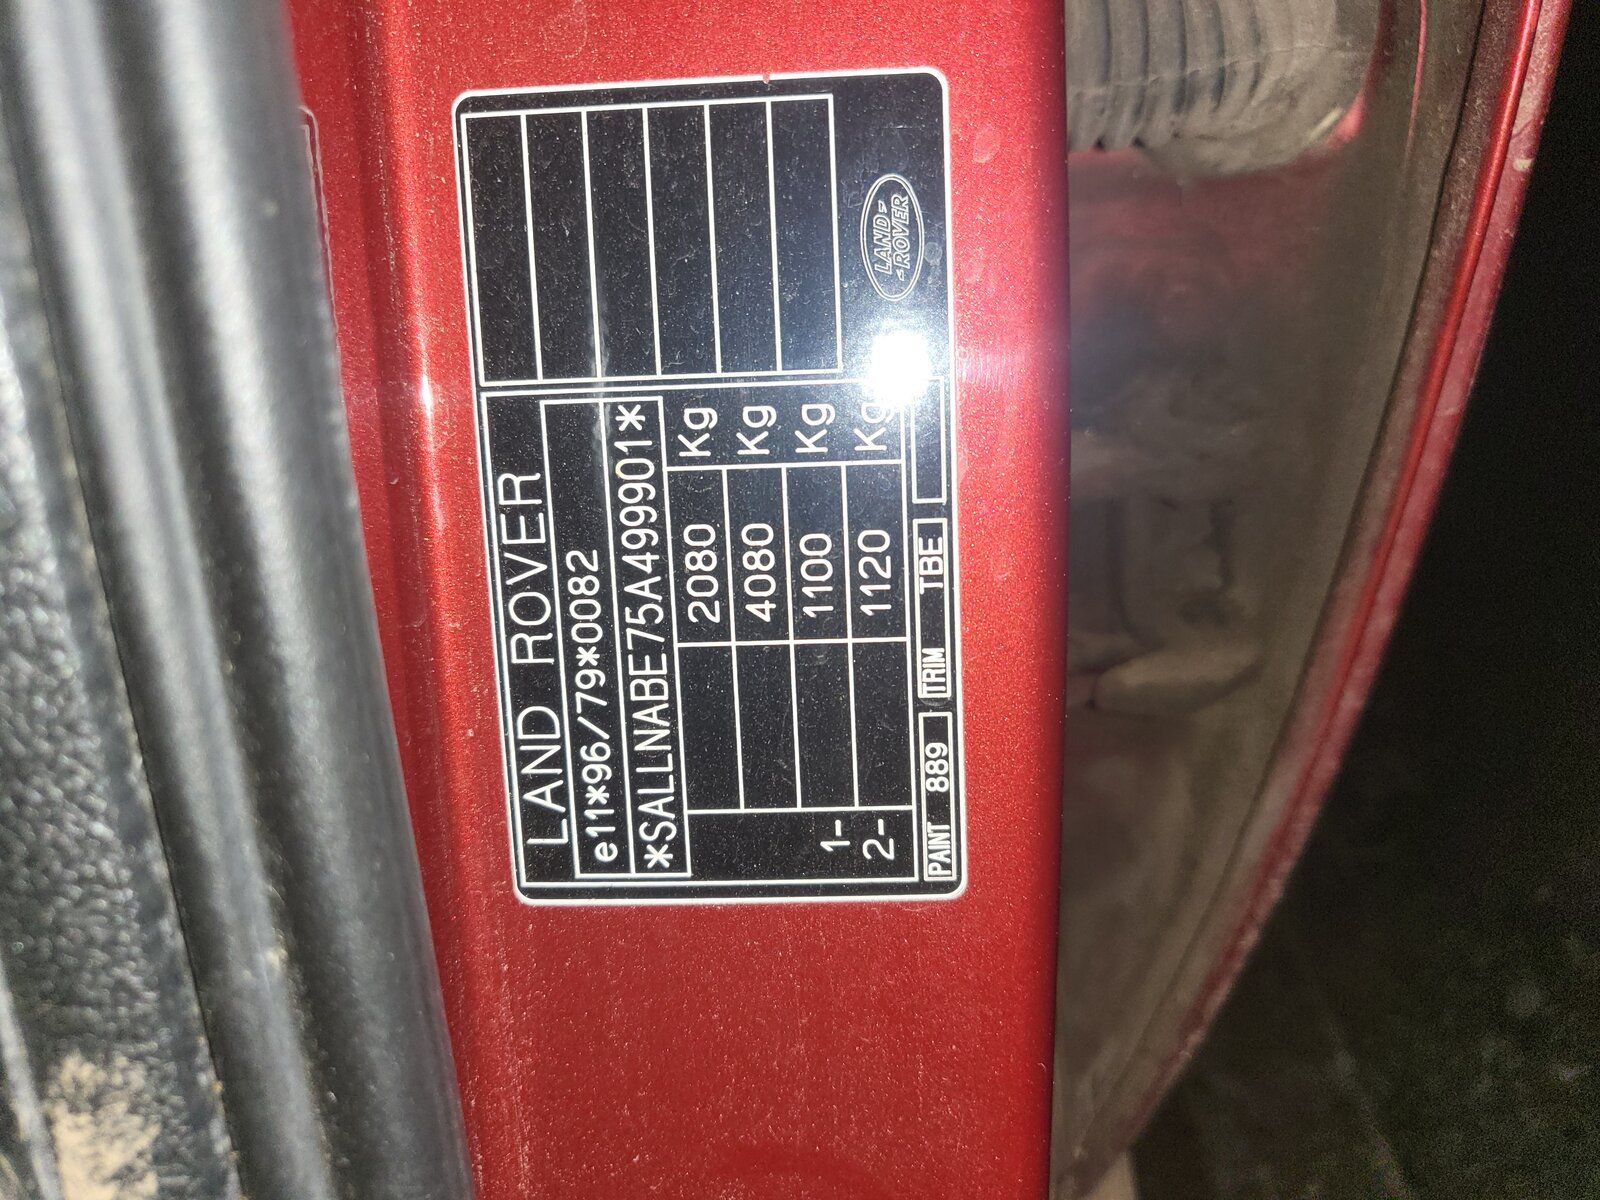 LAND ROVER
e11*96/79*0082
*SALLNABE75A499901*
2080 Kg
4080 Kg
1- 1100 Kg
2- 1120 Kg
PAINT 889 TRIM TBE
LAND
ROVER